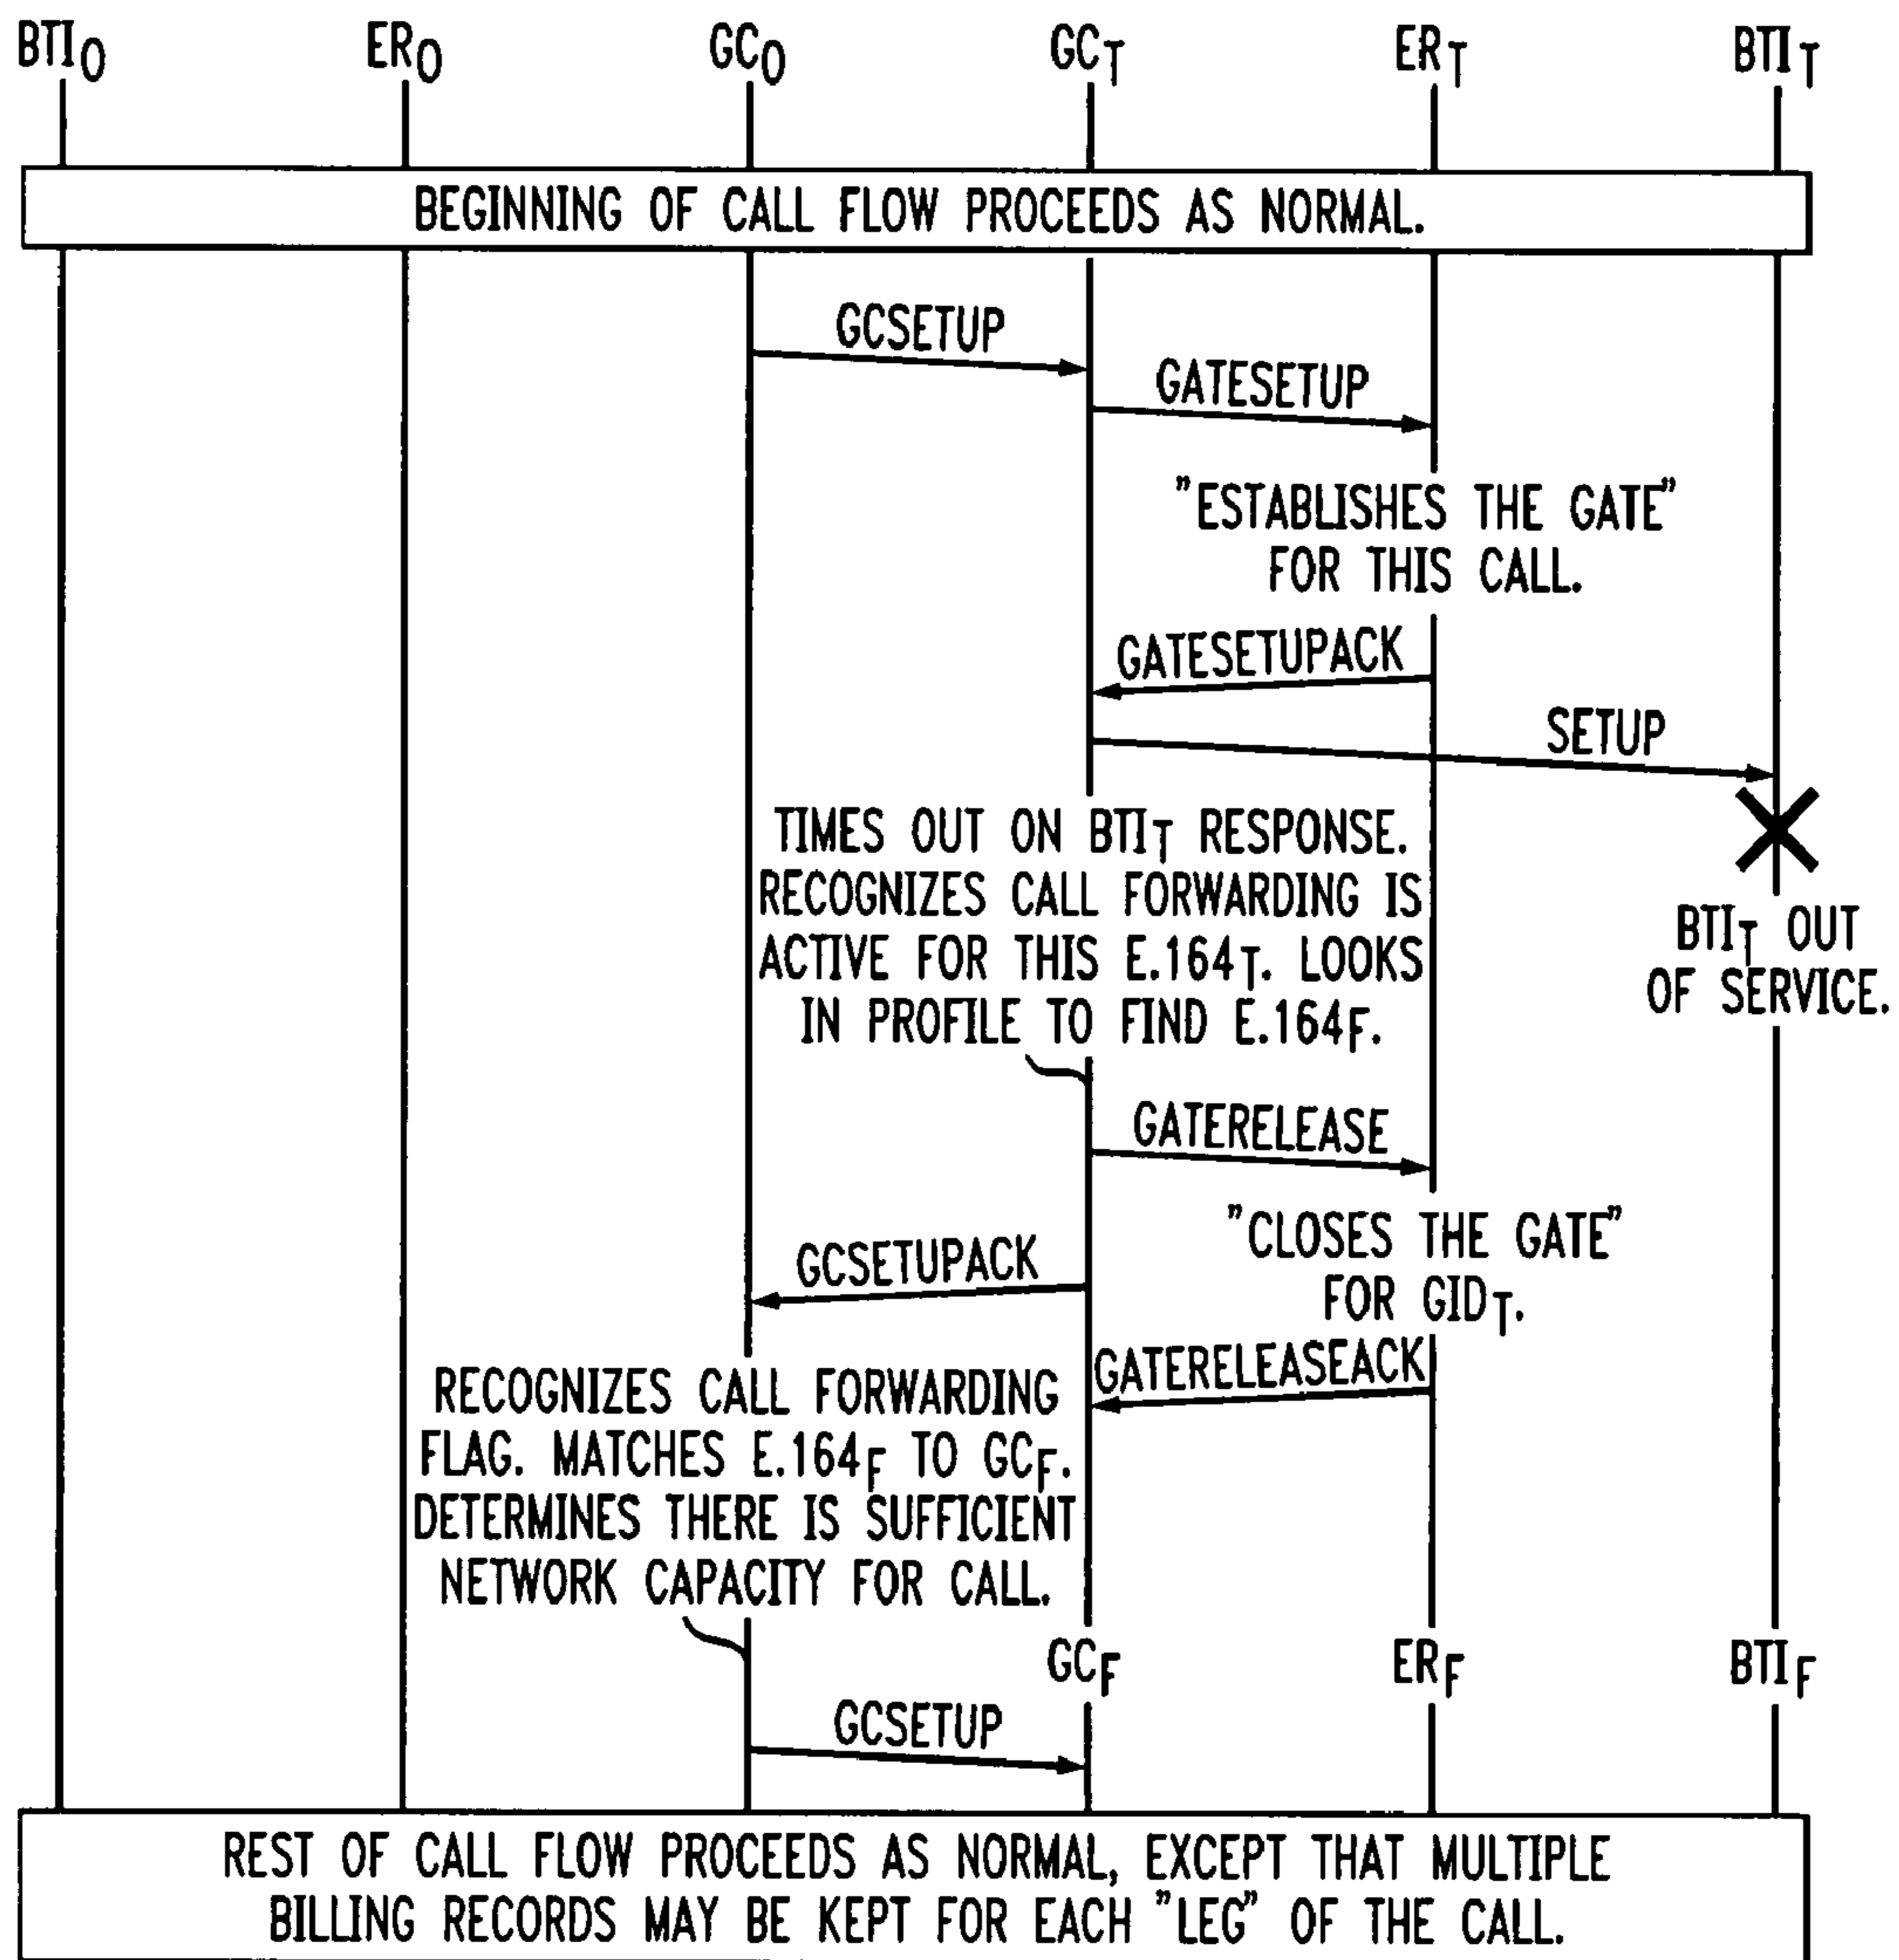 BTIO ERO GCO GCT ERT BTIT
BEGINNING OF CALL FLOW PROCEEDS AS NORMAL.
GCSETUP
GATESETUP
"ESTABLISHES THE GATE"
FOR THIS CALL.
GATESETUPACK
SETUP
TIMES OUT ON BTIT RESPONSE.
RECOGNIZES CALL FORWARDING IS
ACTIVE FOR THIS E.164T. LOOKS
IN PROFILE TO FIND E.164F.
BTIT OUT
OF SERVICE.
GATERELEASE
"CLOSES THE GATE"
FOR GIDT.
GCSETUPACK
GATERELEASEACK
RECOGNIZES CALL FORWARDING
FLAG. MATCHES E.164F TO GCF.
DETERMINES THERE IS SUFFICIENT
NETWORK CAPACITY FOR CALL.
GCF ERF BTIF
GCSETUP
REST OF CALL FLOW PROCEEDS AS NORMAL, EXCEPT THAT MULTIPLE
BILLING RECORDS MAY BE KEPT FOR EACH "LEG" OF THE CALL.